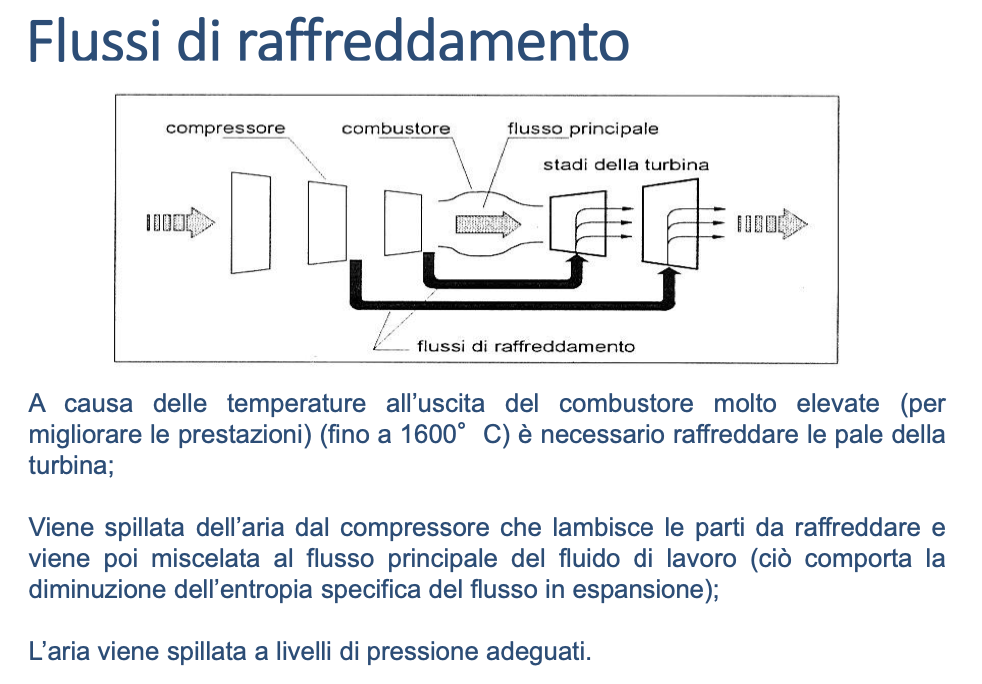 Flussi di raffreddamento
compressore
combustore
flusso principale
stadi della turbina
flussi di raffreddamento
A causa delle temperature all’uscita del combustore molto elevate (per
migliorare le prestazioni) (fino a 1600° C) è necessario raffreddare le pale della
turbina;
Viene spillata dell’aria dal compressore che lambisce le parti da raffreddare e
viene poi miscelata al flusso principale del fluido di lavoro (ciò comporta la
diminuzione dell’entropia specifica del flusso in espansione);
L’aria viene spillata a livelli di pressione adeguati.